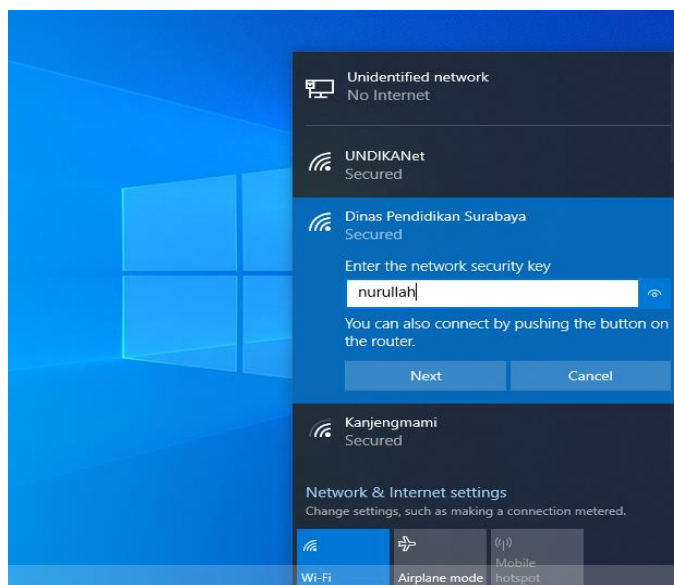 Unidentified network
No Internet
UNDIKANet
Secured
Dinas Pendidikan Surabaya
Secured
Enter the network security key
nurullah
You can also connect by pushing the button on
the router.
Next Cancel
Kanjengmami
Secured
Network & Internet settings
Change settings, such as making a connection metered.
Mobile
Wi-Fi Airplane mode hotspot